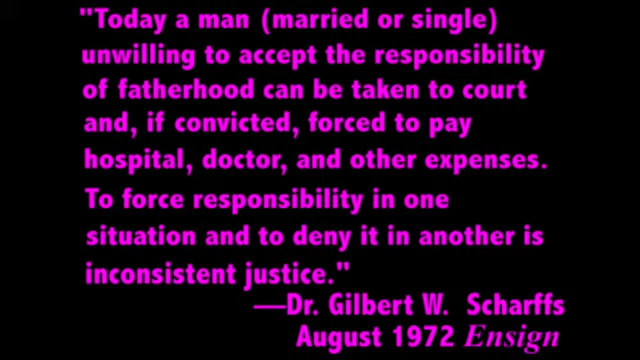 "Today a man (married or single)
unwilling to accept the responsibility
of fatherhood can be taken to court
and, if convicted, forced to pay
hospital, doctor, and other expenses.
To force responsibility in one
situation and to deny it in another is
inconsistent justice."
—Dr. Gilbert W. Scharffs
August 1972 Ensign